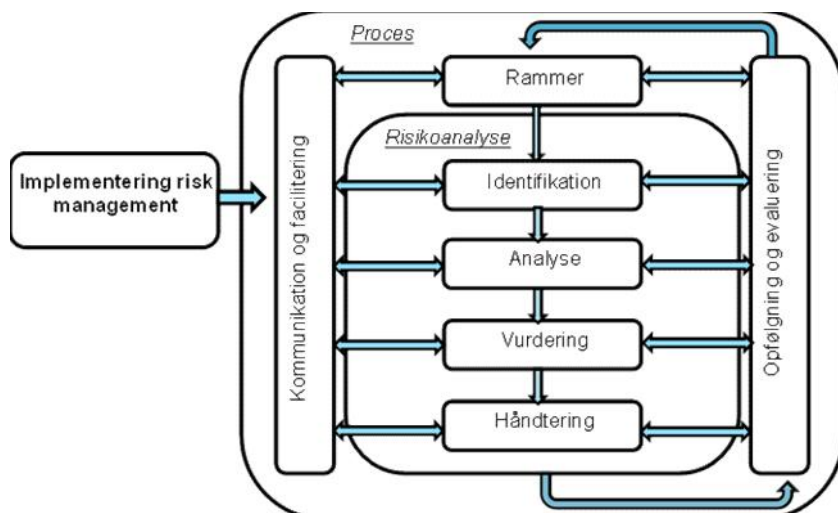 Proces
Rammer
Risikoanalyse
Implementering risk
management
Kommunikation og facilitering
Identifikation
Analyse
Vurdering
Håndtering
Opfølgning og evaluering